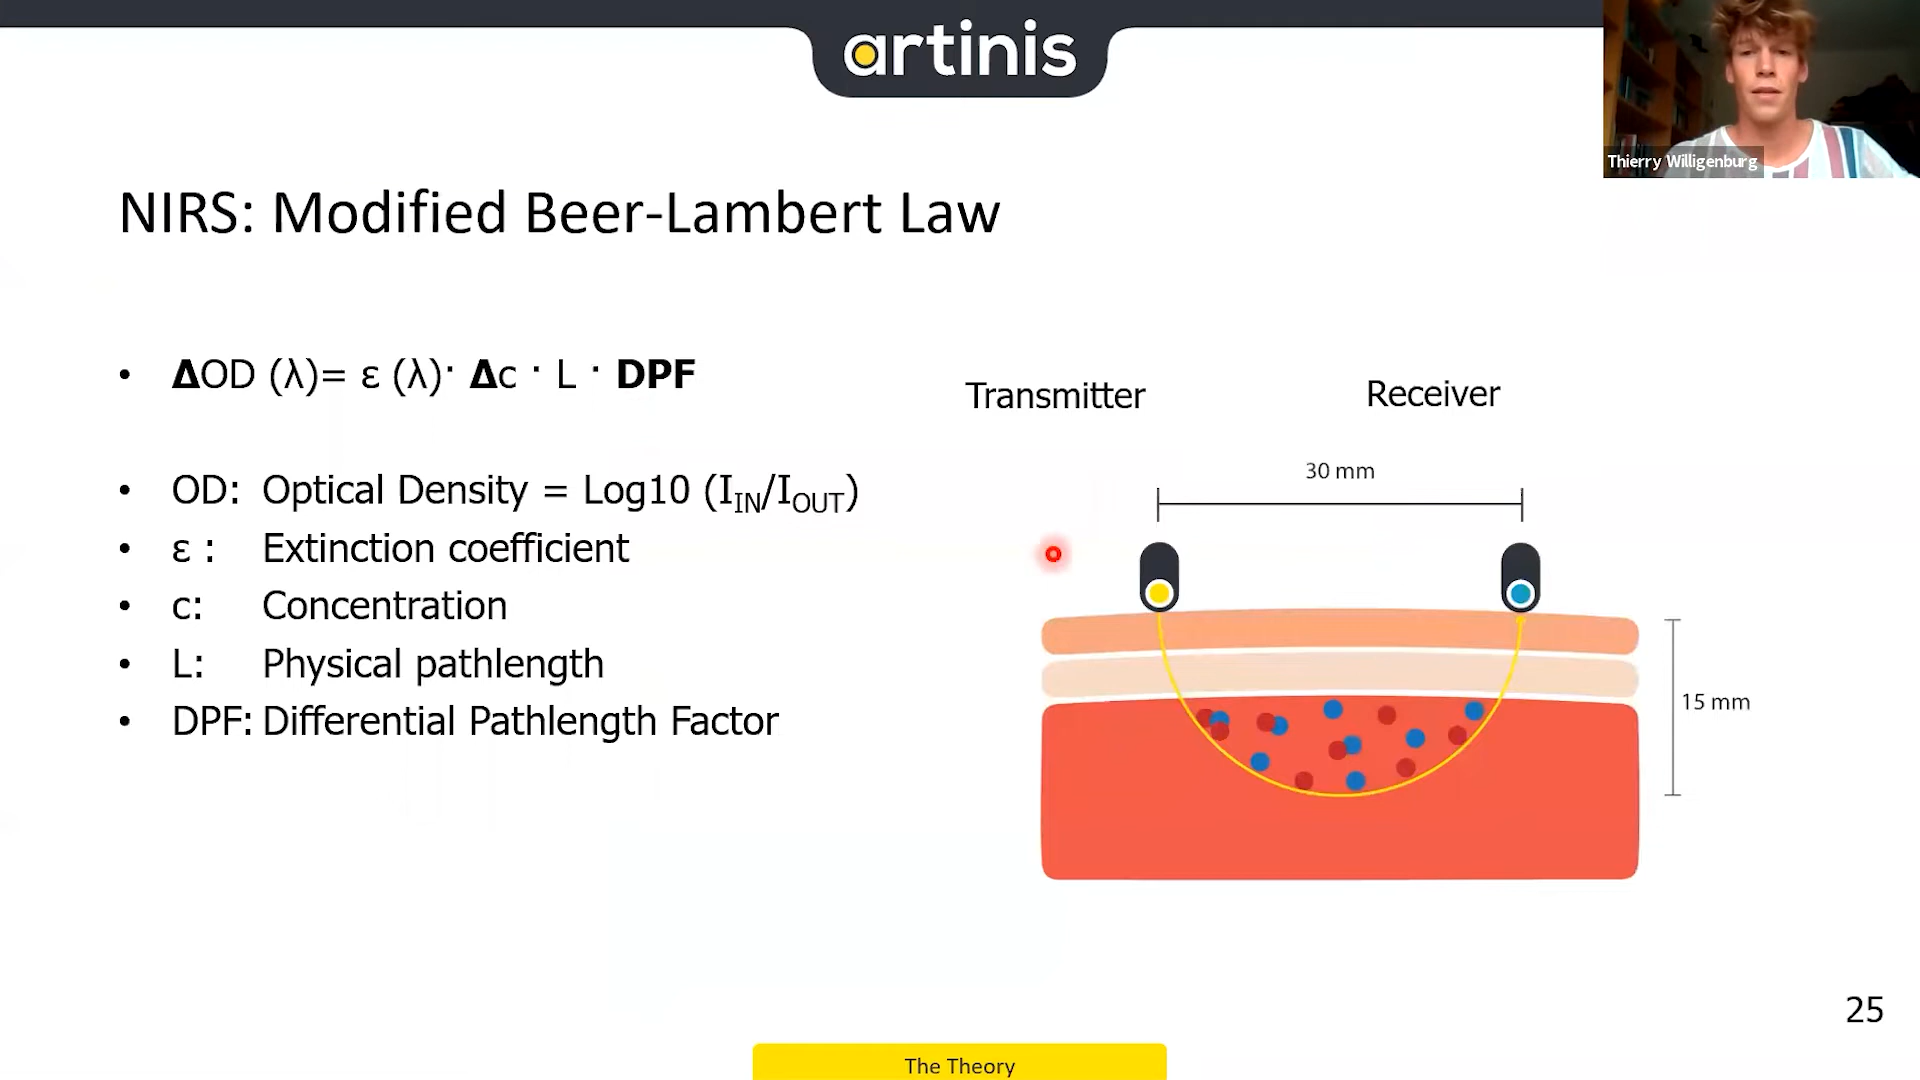 artinis
Thierry Willigenburg
NIRS: Modified Beer-Lambert Law
• ΔOD (λ)= ε (λ)· Δc · L · DPF
• OD: Optical Density = Log10 (I_IN/I_OUT)
• ε : Extinction coefficient
• c: Concentration
• L: Physical pathlength
• DPF: Differential Pathlength Factor
Transmitter
Receiver
30 mm
15 mm
25
The Theory